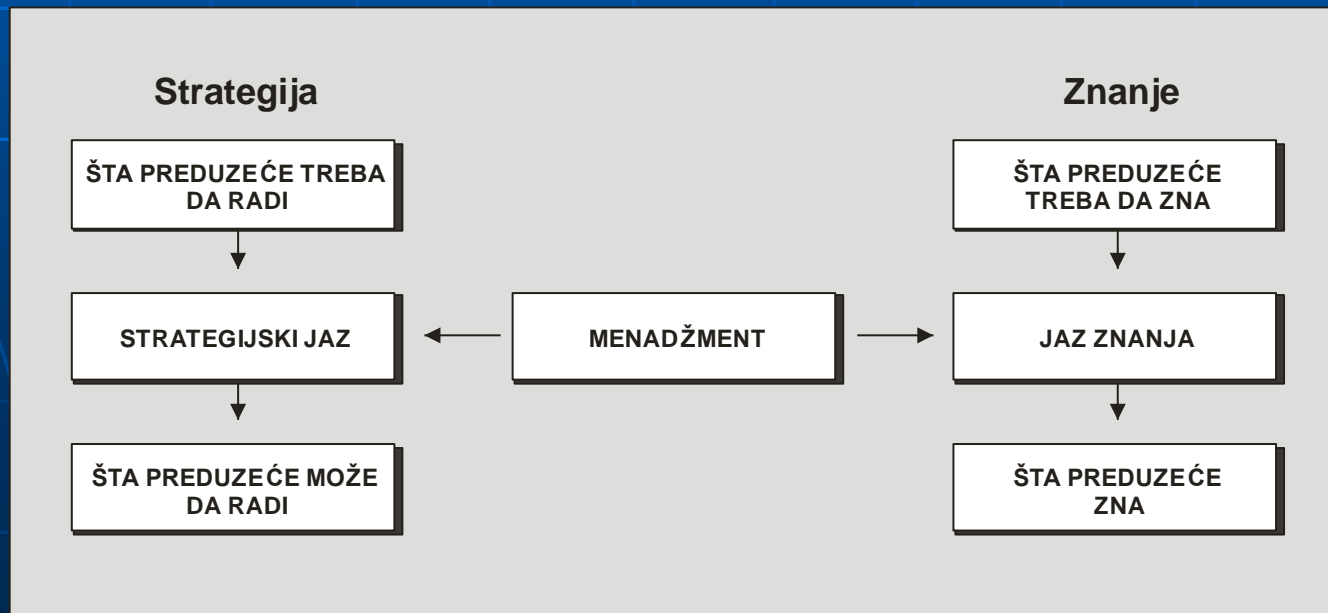 Strategija
Znanje
ŠTA PREDUZEĆE TREBA
DA RADI
ŠTA PREDUZEĆE
TREBA DA ZNA
STRATEGIJSKI JAZ
MENADŽMENT
JAZ ZNANJA
ŠTA PREDUZEĆE MOŽE
DA RADI
ŠTA PREDUZEĆE
ZNA